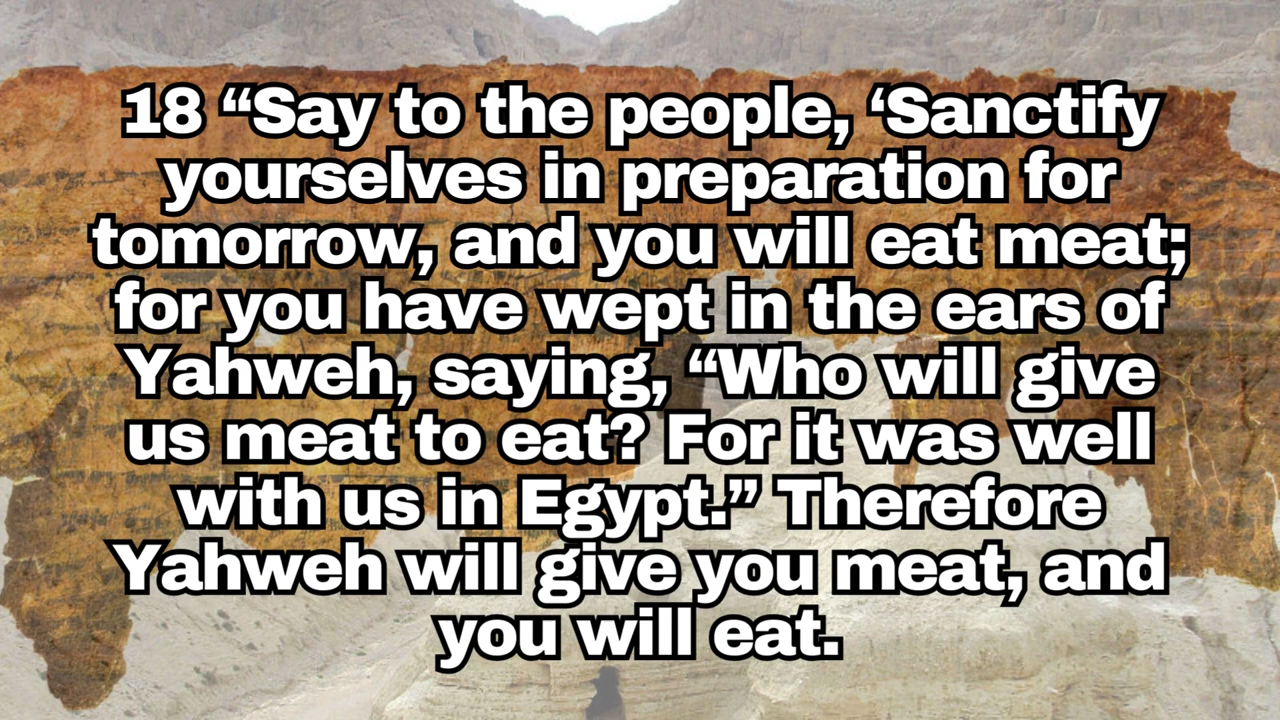 18 “Say to the people, ‘Sanctify
yourselves in preparation for
tomorrow, and you will eat meat;
for you have wept in the ears of
Yahweh, saying, “Who will give
us meat to eat? For it was well
with us in Egypt.” Therefore
Yahweh will give you meat, and
you will eat.